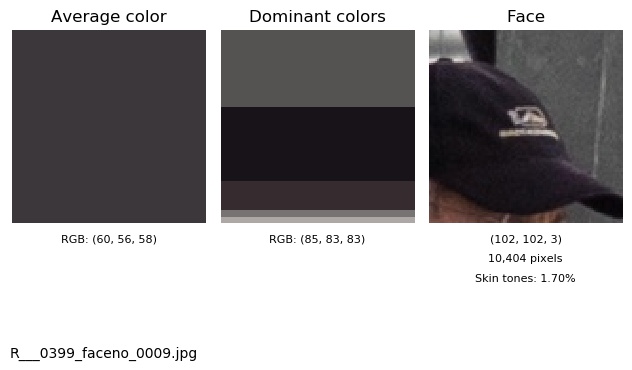 Average color
Dominant colors
Face
RGB: (60, 56, 58)
RGB: (85, 83, 83)
(102, 102, 3)
10,404 pixels
Skin tones: 1.70%
R___0399_faceno_0009.jpg